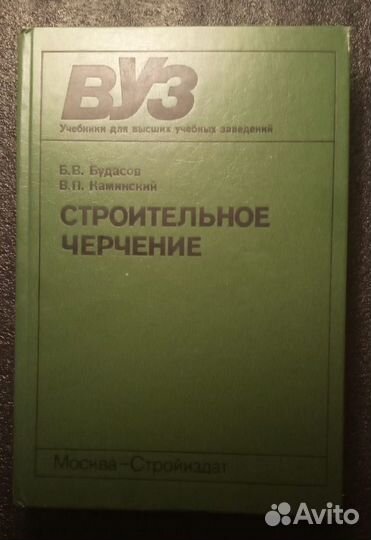 ВУЗ
Учебники для высших учебных заведений
Б.В. Будасов
В.П. Каминский
СТРОИТЕЛЬНОЕ
ЧЕРЧЕНИЕ
Москва-Стройиздат
Avito